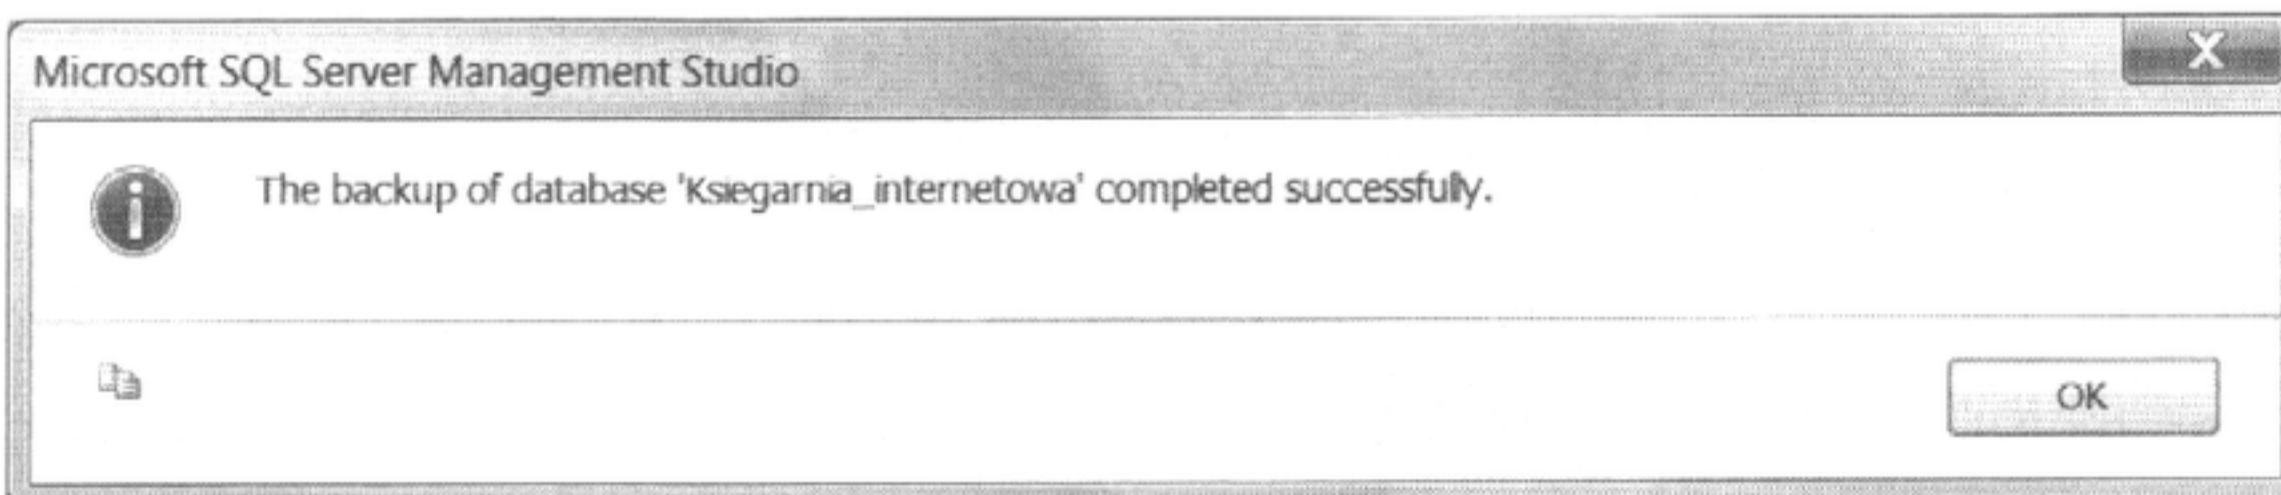 Microsoft SQL Server Management Studio
The backup of database 'Ksiegarnia_internetowa' completed successfully.
OK